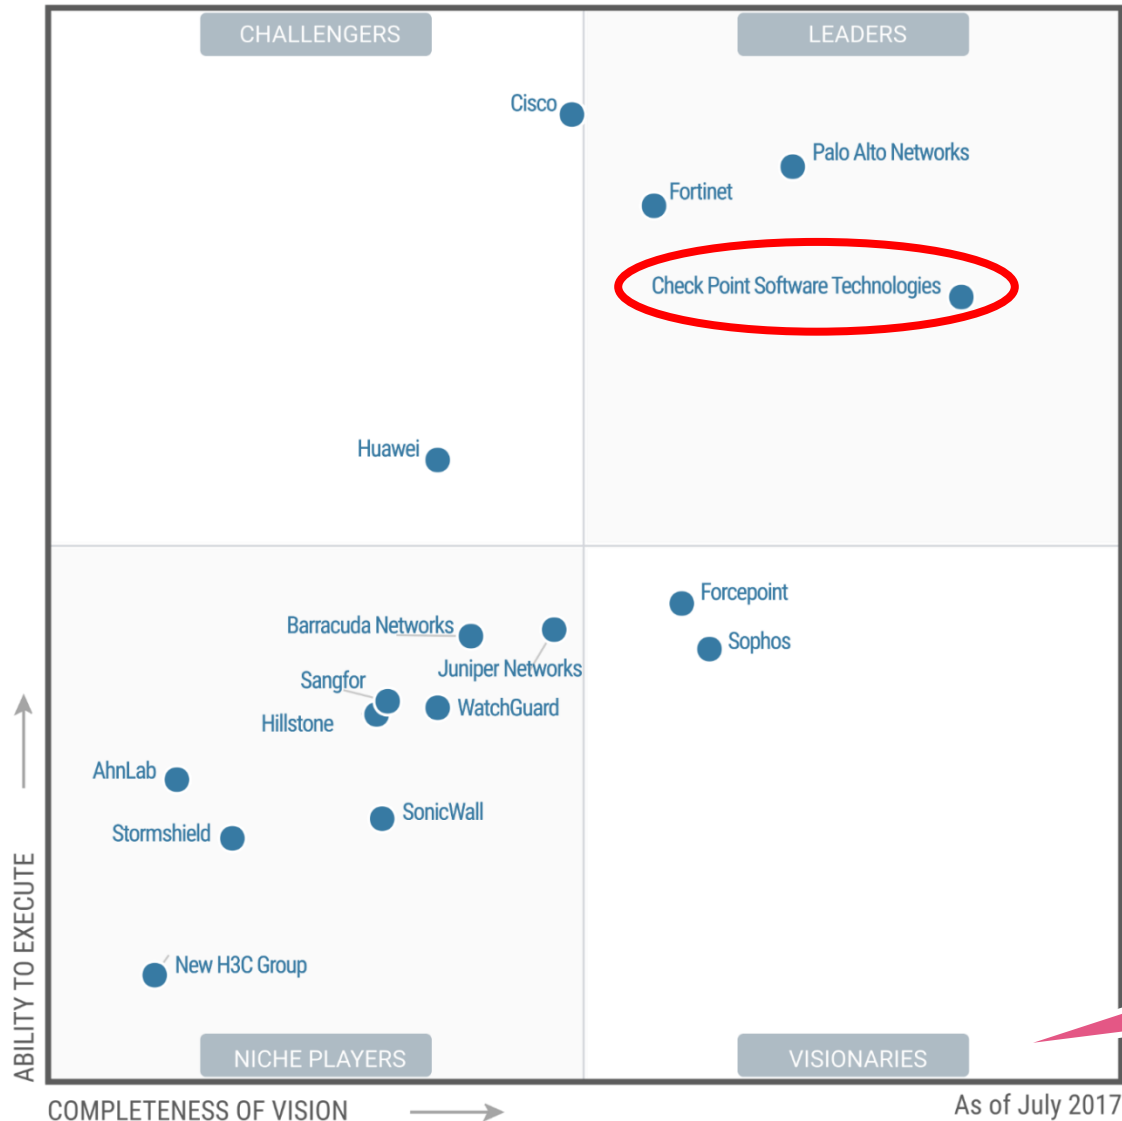 CHALLENGERS
LEADERS
Cisco
Palo Alto Networks
Fortinet
Check Point Software Technologies
Huawei
Forcepoint
Barracuda Networks
Sophos
Juniper Networks
Sangfor
WatchGuard
Hillstone
AhnLab
SonicWall
Stormshield
New H3C Group
ABILITY TO EXECUTE
NICHE PLAYERS
VISIONARIES
COMPLETENESS OF VISION
As of July 2017